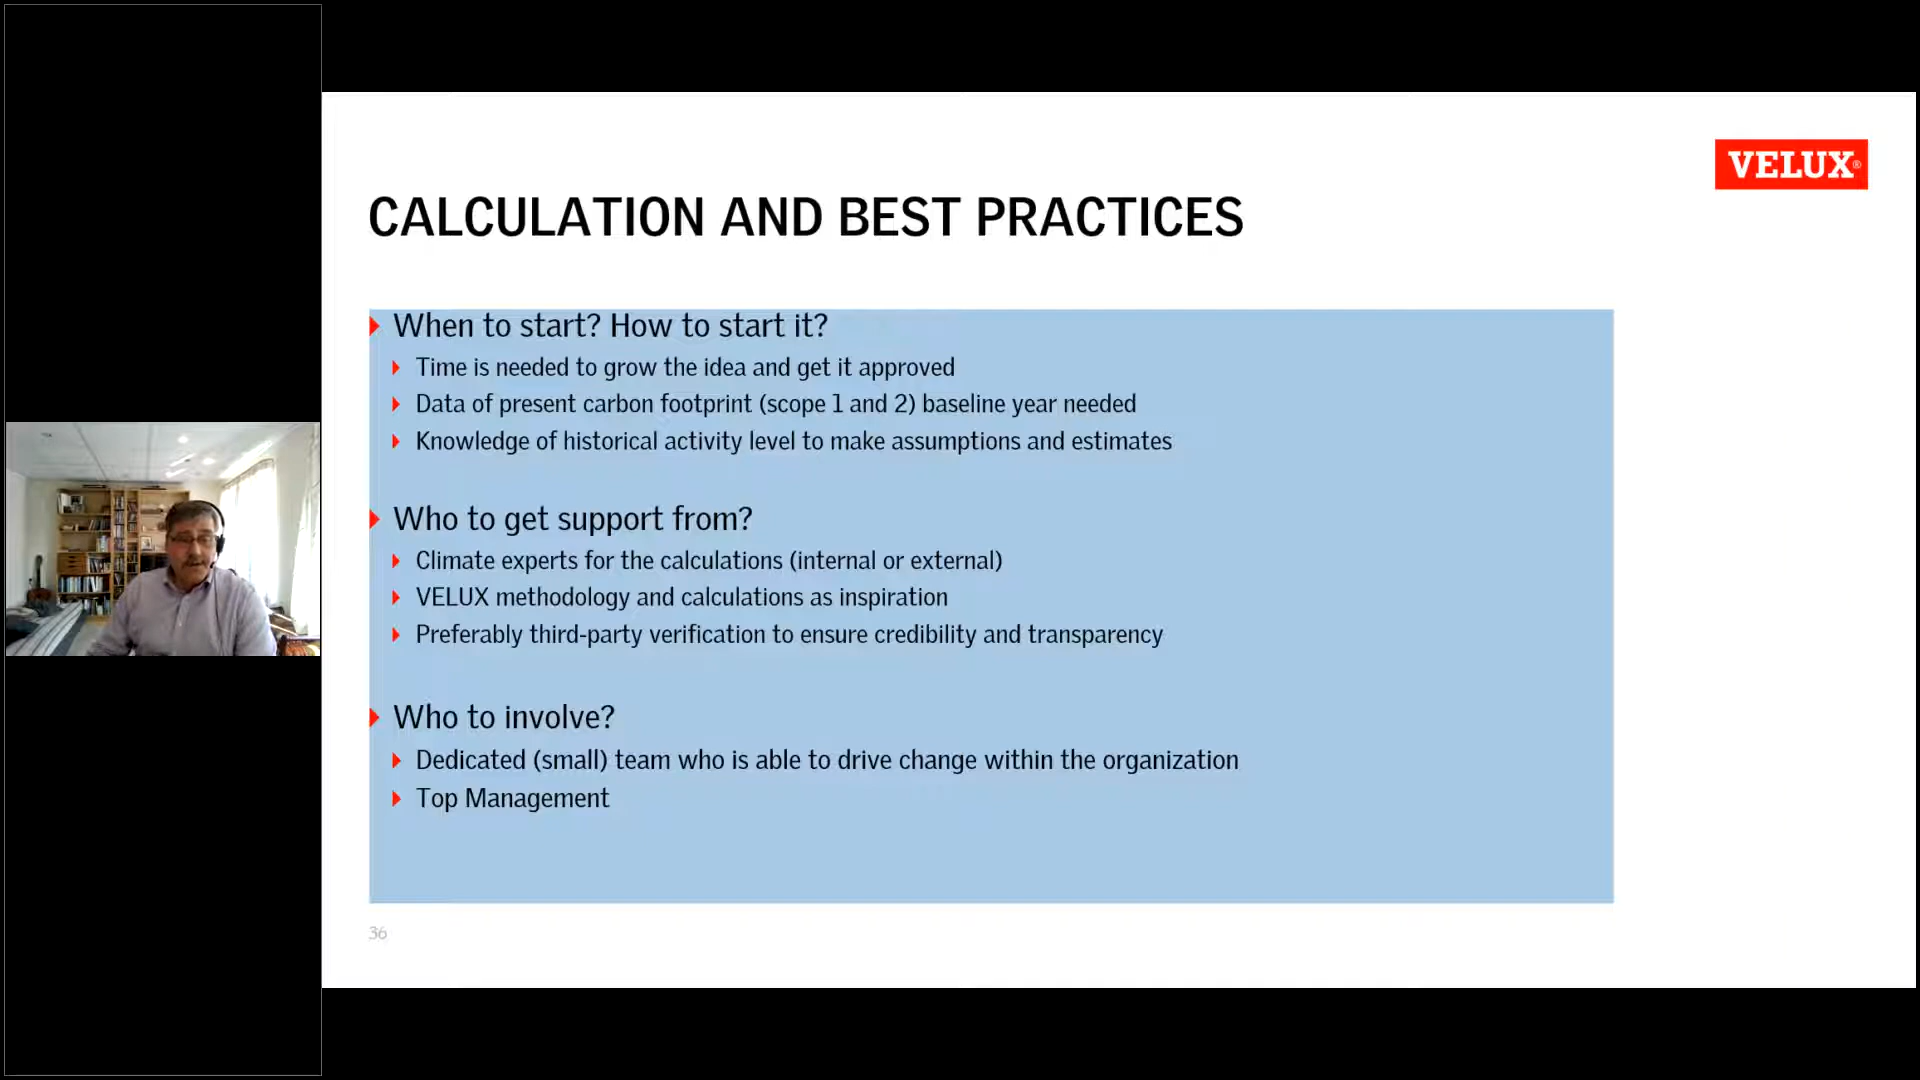 VELUX®
CALCULATION AND BEST PRACTICES
When to start? How to start it?
Time is needed to grow the idea and get it approved
Data of present carbon footprint (scope 1 and 2) baseline year needed
Knowledge of historical activity level to make assumptions and estimates
Who to get support from?
Climate experts for the calculations (internal or external)
VELUX methodology and calculations as inspiration
Preferably third-party verification to ensure credibility and transparency
Who to involve?
Dedicated (small) team who is able to drive change within the organization
Top Management
36